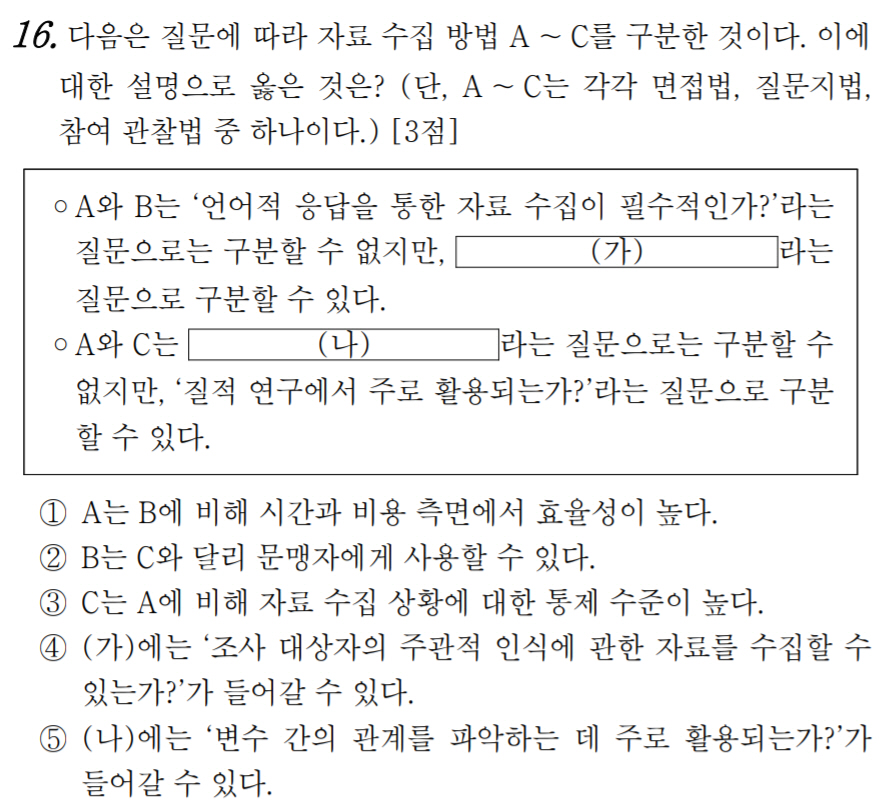 16. 다음은 질문에 따라 자료 수집 방법 A ~ C를 구분한 것이다. 이에
대한 설명으로 옳은 것은? (단, A ~ C는 각각 면접법, 질문지법,
참여 관찰법 중 하나이다.) [3점]
○ A와 B는 ‘언어적 응답을 통한 자료 수집이 필수적인가?’라는
질문으로는 구분할 수 없지만, (가) 라는
질문으로 구분할 수 있다.
○ A와 C는 (나) 라는 질문으로는 구분할 수
없지만, ‘질적 연구에서 주로 활용되는가?’라는 질문으로 구분
할 수 있다.
① A는 B에 비해 시간과 비용 측면에서 효율성이 높다.
② B는 C와 달리 문맹자에게 사용할 수 있다.
③ C는 A에 비해 자료 수집 상황에 대한 통제 수준이 높다.
④ (가)에는 ‘조사 대상자의 주관적 인식에 관한 자료를 수집할 수
있는가?’가 들어갈 수 있다.
⑤ (나)에는 ‘변수 간의 관계를 파악하는 데 주로 활용되는가?’가
들어갈 수 있다.